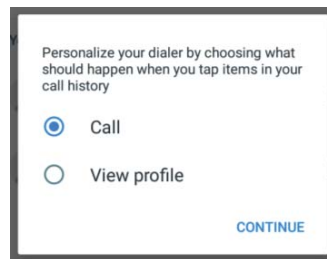 Personalize your dialer by choosing what
should happen when you tap items in your
call history
Call
View profile
CONTINUE